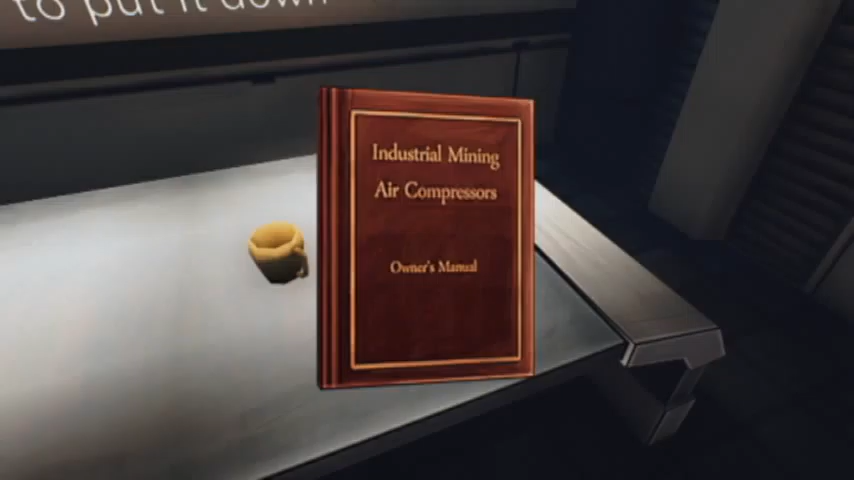 to put it down
Industrial Mining
Air Compressors
Owner's Manual